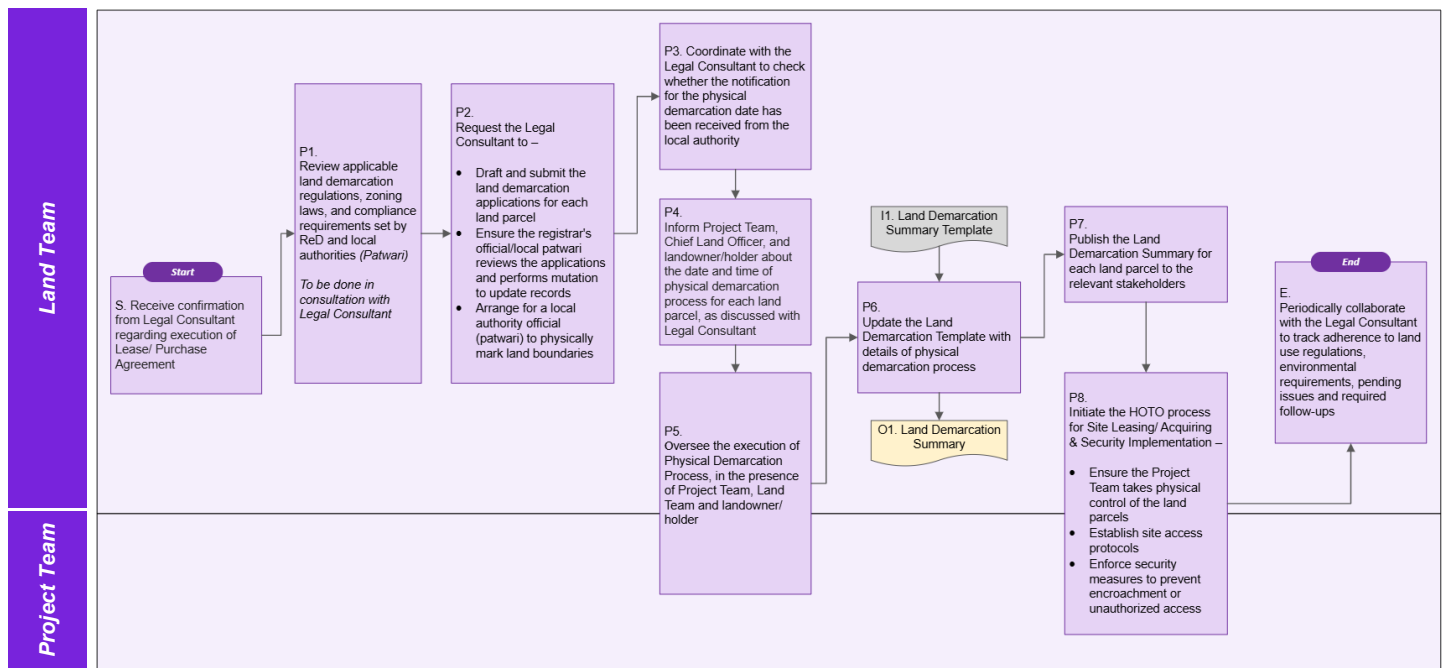 Land Team
Project Team
Start
S. Receive confirmation
from Legal Consultant
regarding execution of
Lease/ Purchase
Agreement
P1.
Review applicable
land demarcation
regulations, zoning
laws, and compliance
requirements set by
ReD and local
authorities (Patwari)
To be done in
consultation with
Legal Consultant
P2.
Request the Legal
Consultant to –
• Draft and submit the
land demarcation
applications for each
land parcel
• Ensure the registrar's
official/local patwari
reviews the applications
and performs mutation
to update records
• Arrange for a local
authority official
(patwari) to physically
mark land boundaries
P3. Coordinate with the
Legal Consultant to check
whether the notification
for the physical
demarcation date has
been received from the
local authority
P4.
Inform Project Team,
Chief Land Officer, and
landowner/holder about
the date and time of
physical demarcation
process for each land
parcel, as discussed with
Legal Consultant
P5.
Oversee the execution of
Physical Demarcation
Process, in the presence
of Project Team, Land
Team and landowner/
holder
I1. Land Demarcation
Summary Template
P6.
Update the Land
Demarcation Template with
details of physical
demarcation process
O1. Land Demarcation
Summary
P7.
Publish the Land
Demarcation Summary for
each land parcel to the
relevant stakeholders
P8.
Initiate the HOTO process
for Site Leasing/ Acquiring
& Security Implementation –
• Ensure the Project
Team takes physical
control of the land
parcels
• Establish site access
protocols
• Enforce security
measures to prevent
encroachment or
unauthorized access
End
E.
Periodically collaborate
with the Legal Consultant
to track adherence to land
use regulations,
environmental
requirements, pending
issues and required
follow-ups